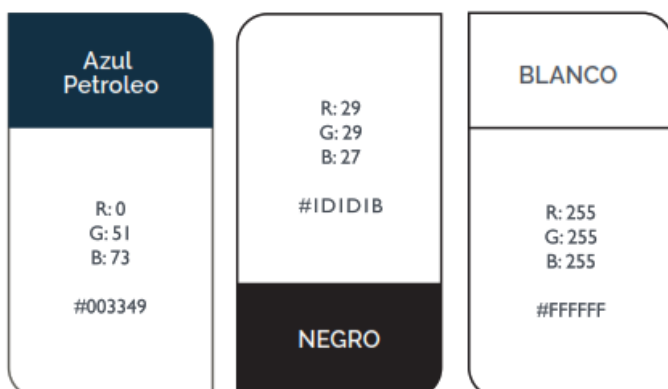 Azul
Petroleo
R: 0
G: 51
B: 73
#003349
R: 29
G: 29
B: 27
#1D1D1B
NEGRO
BLANCO
R: 255
G: 255
B: 255
#FFFFFF